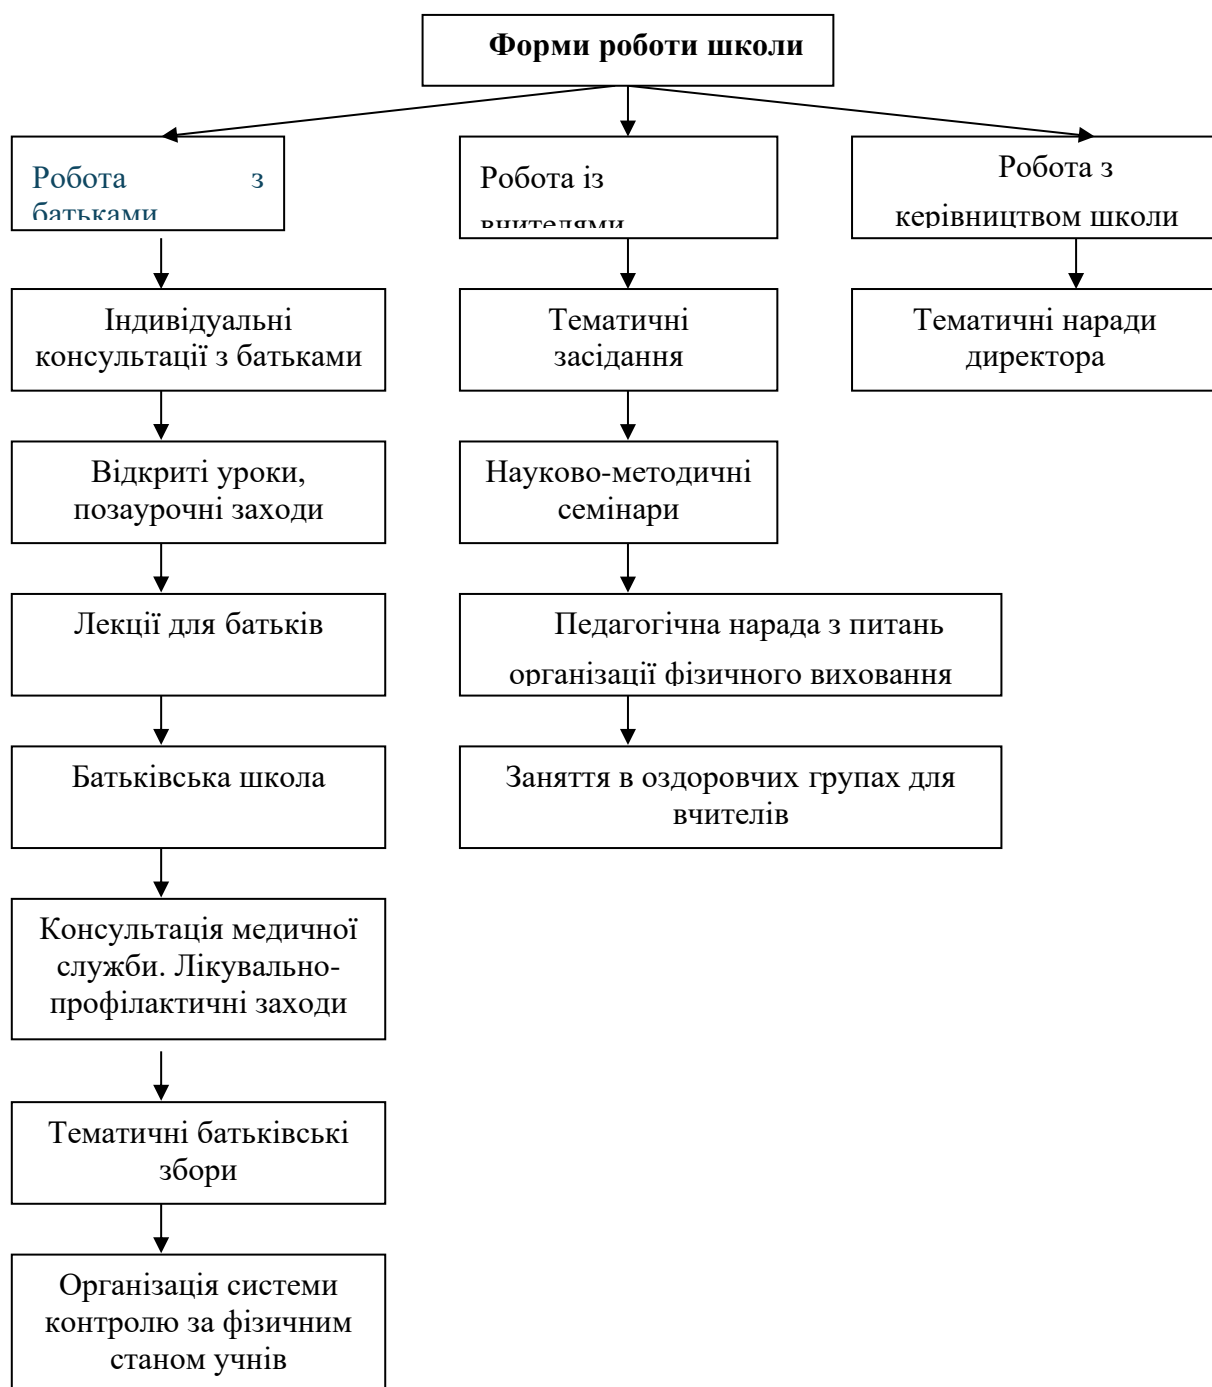 Форми роботи школи
Робота з
батьками
Робота із
вчителями
Робота з
керівництвом школи
Індивідуальні
консультації з батьками
Тематичні
засідання
Тематичні наради
директора
Відкриті уроки,
позаурочні заходи
Науково-методичні
семінари
Лекції для батьків
Педагогічна нарада з питань
організації фізичного виховання
Батьківська школа
Заняття в оздоровчих групах для
вчителів
Консультація медичної
служби. Лікувально-
профілактичні заходи
Тематичні батьківські
збори
Організація системи
контролю за фізичним
станом учнів